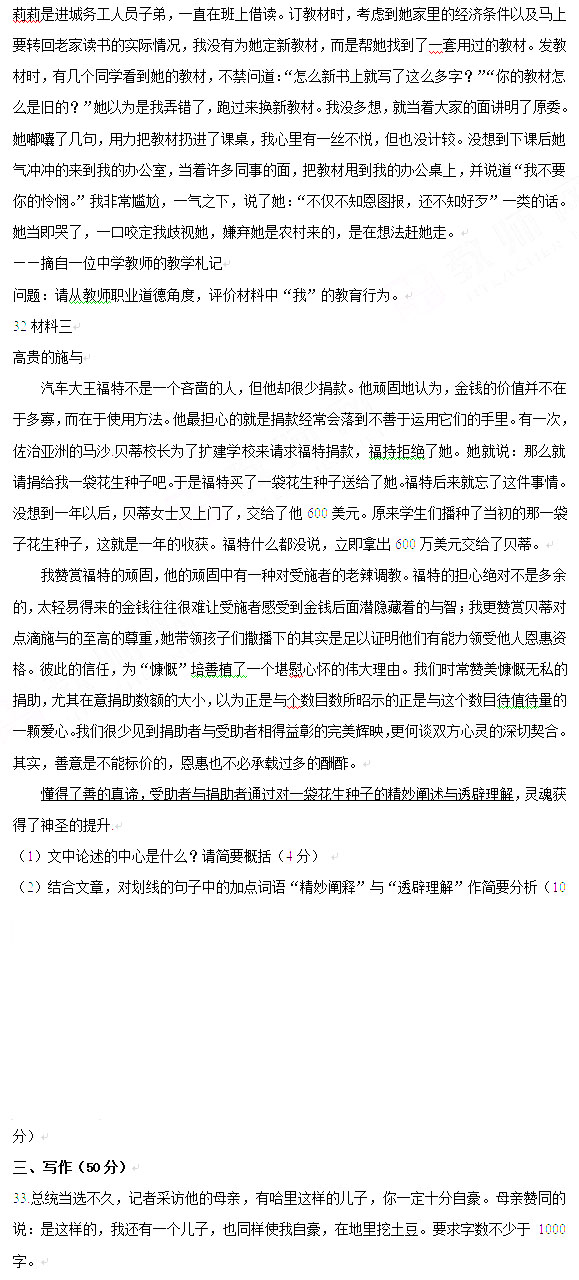 莉莉是进城务工人员子弟，一直在班上借读。订教材时，考虑到她家里的经济条件以及马上
要转回老家读书的实际情况，我没有为她定新教材，而是帮她找到了一套用过的教材。发教
材时，有几个同学看到她的教材，不禁问道：“怎么新书上就写了这么多字？”“你的教材怎
么是旧的？”她以为是我弄错了，跑过来换新教材。我没多想，就当着大家的面讲明了原委。
她嘟囔了几句，用力把教材扔进了课桌，我心里有一丝不悦，但也没计较。没想到下课后她
气冲冲的来到我的办公室，当着许多同事的面，把教材甩到我的办公桌上，并说道“我不要
你的怜悯。”我非常尴尬，一气之下，说了她：“不仅不知恩图报，还不知好歹”一类的话。
她当即哭了，一口咬定我歧视她，嫌弃她是农村来的，是在想法赶她走。
——摘自一位中学教师的教学札记
问题：请从教师职业道德角度，评价材料中“我”的教育行为。
32 材料三
高贵的施与
汽车大王福特不是一个吝啬的人，但他却很少捐款。他顽固地认为，金钱的价值并不在
于多寡，而在于使用方法。他最担心的就是捐款经常会落到不善于运用它们的手里。有一次，
佐治亚洲的马沙.贝蒂校长为了扩建学校来请求福特捐款，福持拒绝了她。她就说：那么就
请捐给我一袋花生种子吧。于是福特买了一袋花生种子送给了她。福特后来就忘了这件事情。
没想到一年以后，贝蒂女士又上门了，交给了他 600 美元。原来学生们播种了当初的那一袋
子花生种子，这就是一年的收获。福特什么都没说，立即拿出 600 万美元交给了贝蒂。
我赞赏福特的顽固，他的顽固中有一种对受施者的老辣调教。福特的担心绝对不是多余
的，太轻易得来的金钱往往很难让受施者感受到金钱后面潜隐藏着的与智；我更赞赏贝蒂对
点滴施与的至高的尊重，她带领孩子们撒播下的其实是足以证明他们有能力领受他人恩惠资
格。彼此的信任，为“慷慨”培善植了一个堪慰心怀的伟大理由。我们时常赞美慷慨无私的
捐助，尤其在意捐助数额的大小，以为正是与个数目数所昭示的正是与这个数目待值待量的
一颗爱心。我们很少见到捐助者与受助者相得益彰的完美辉映，更何谈双方心灵的深切契合。
其实，善意是不能标价的，恩惠也不必承载过多的酬酢。
懂得了善的真谛，受助者与捐助者通过对一袋花生种子的精妙阐述与透辟理解，灵魂获
得了神圣的提升.
（1）文中论述的中心是什么？请简要概括（4 分）
（2）结合文章，对划线的句子中的加点词语“精妙阐释”与“透辟理解”作简要分析（10
分）
三、写作（50 分）
33.总统当选不久，记者采访他的母亲，有哈里这样的儿子，你一定十分自豪。母亲赞同的
说：是这样的，我还有一个儿子，也同样使我自豪，在地里挖土豆。要求字数不少于 1000
字。